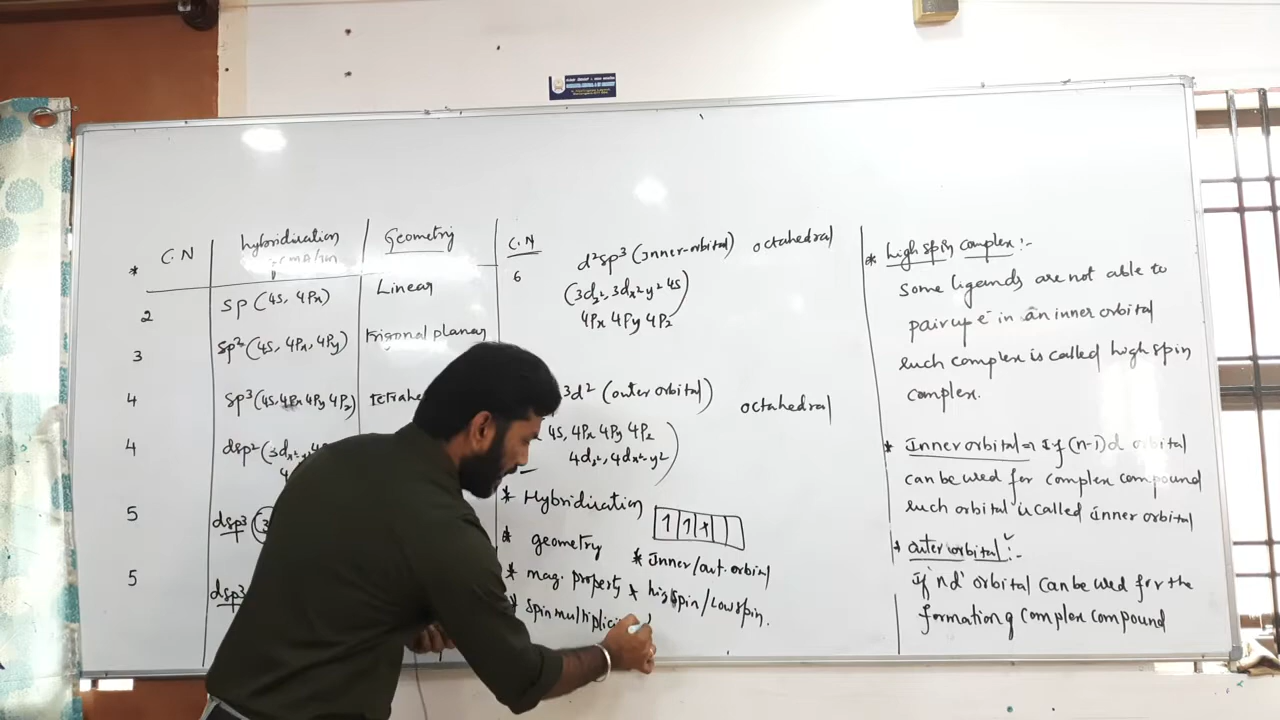 C.N
hybridisation
Geometry
*
2
sp (4s, 4Px)
Linear
3
sp² (4s, 4Px, 4Py)
trigonal planar
4
sp³ (4s, 4Px 4Py 4Pz)
tetrahe
4
dsp² (3dx²-y²
5
dsp³
5
dsp³
C.N
6
d²sp³ (Inner-orbital) octahedral
(3dz², 3dx²-y² 4s
4Px 4Py 4Pz)
3d² (outer orbital)
octahedral
4s, 4Px 4Py 4Pz
4dz², 4dx²-y²)
* Hybridisation
1 1 1
* geometry
* Inner/out. orbital
* mag. property
* high spin/Low spin.
* spin multiplici
* high spin complex :-
Some ligands are not able to
pair up e⁻ in an inner orbital
such complex is called high spin
complex.
* Inner orbital = If (n-1)d orbital
can be used for complex compound
such orbital is called inner orbital
* outer orbital :-
If 'nd' orbital can be used for the
formation of complex compound